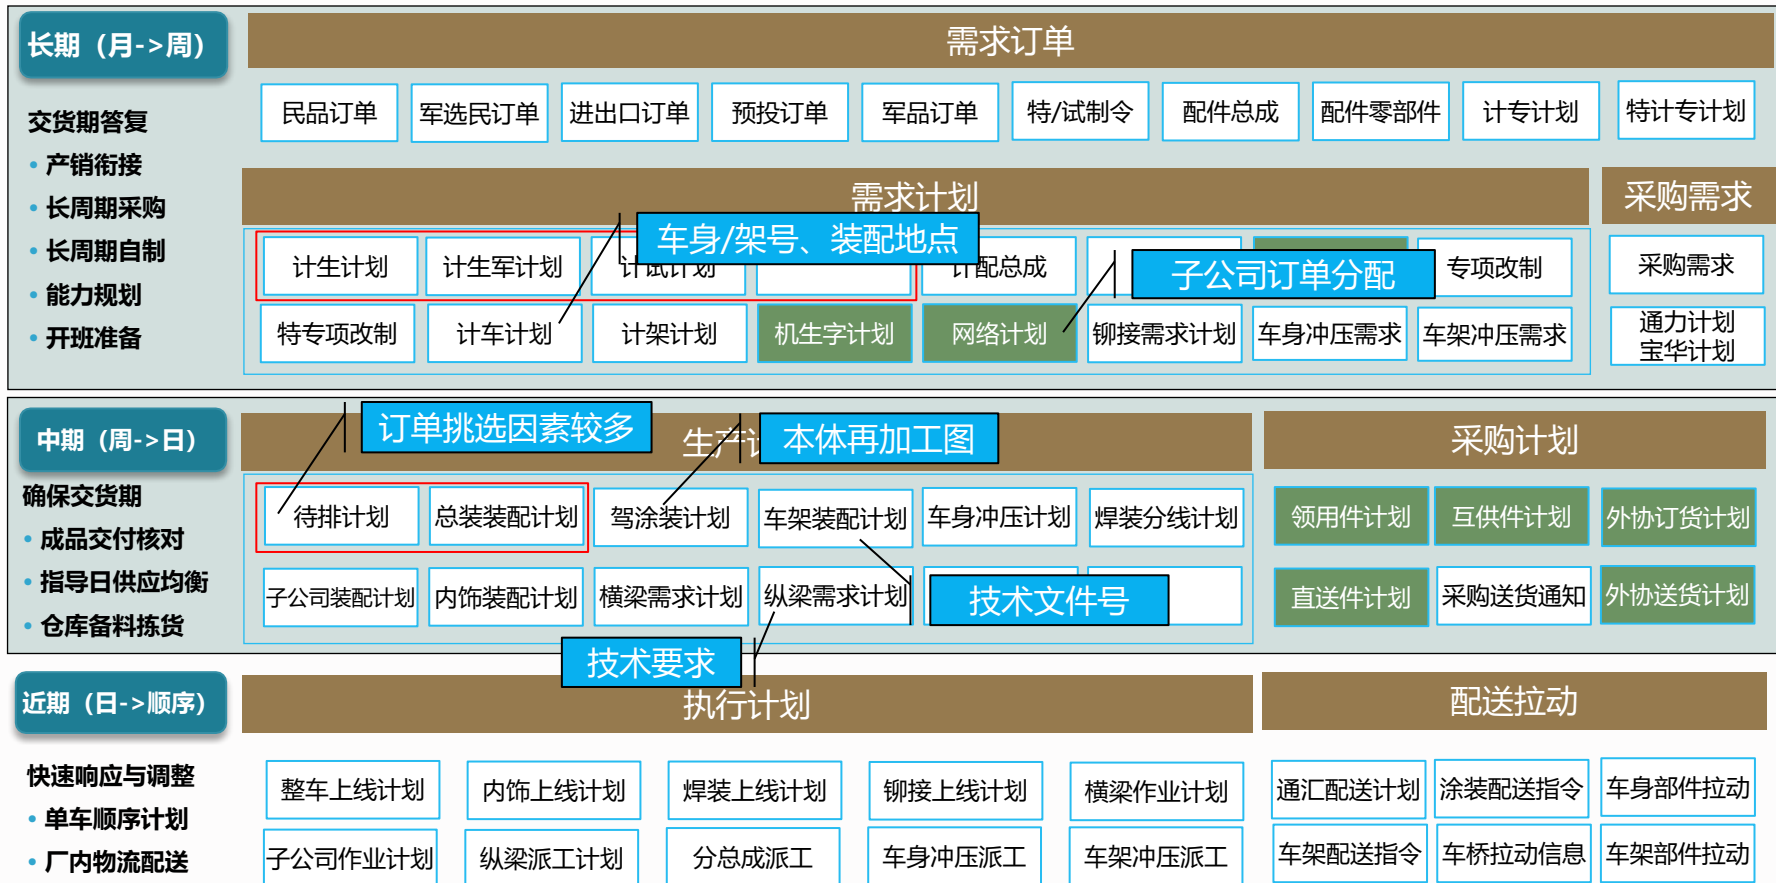 长期（月->周）
需求订单
民品订单
军选民订单
进出口订单
预投订单
军品订单
特/试制令
配件总成
配件零部件
计专计划
特计专计划
交货期答复
• 产销衔接
• 长周期采购
• 长周期自制
• 能力规划
• 开班准备
需求计划
采购需求
车身/架号、装配地点
子公司订单分配
计生计划
计生军计划
计试计划
计配总成
专项改制
采购需求
特专项改制
计车计划
计架计划
机生字计划
网络计划
铆接需求计划
车身冲压需求
车架冲压需求
通力计划
宝华计划
中期（周->日）
订单挑选因素较多
生产
本体再加工图
采购计划
确保交货期
• 成品交付核对
• 指导日供应均衡
• 仓库备料拣货
待排计划
总装装配计划
驾涂装计划
车架装配计划
车身冲压计划
焊装分线计划
领用件计划
互供件计划
外协订货计划
子公司装配计划
内饰装配计划
横梁需求计划
纵梁需求计划
技术文件号
直送件计划
采购送货通知
外协送货计划
技术要求
近期（日->顺序）
执行计划
配送拉动
快速响应与调整
• 单车顺序计划
• 厂内物流配送
整车上线计划
内饰上线计划
焊装上线计划
铆接上线计划
横梁作业计划
通汇配送计划
涂装配送指令
车身部件拉动
子公司作业计划
纵梁派工计划
分总成派工
车身冲压派工
车架冲压派工
车架配送指令
车桥拉动信息
车架部件拉动